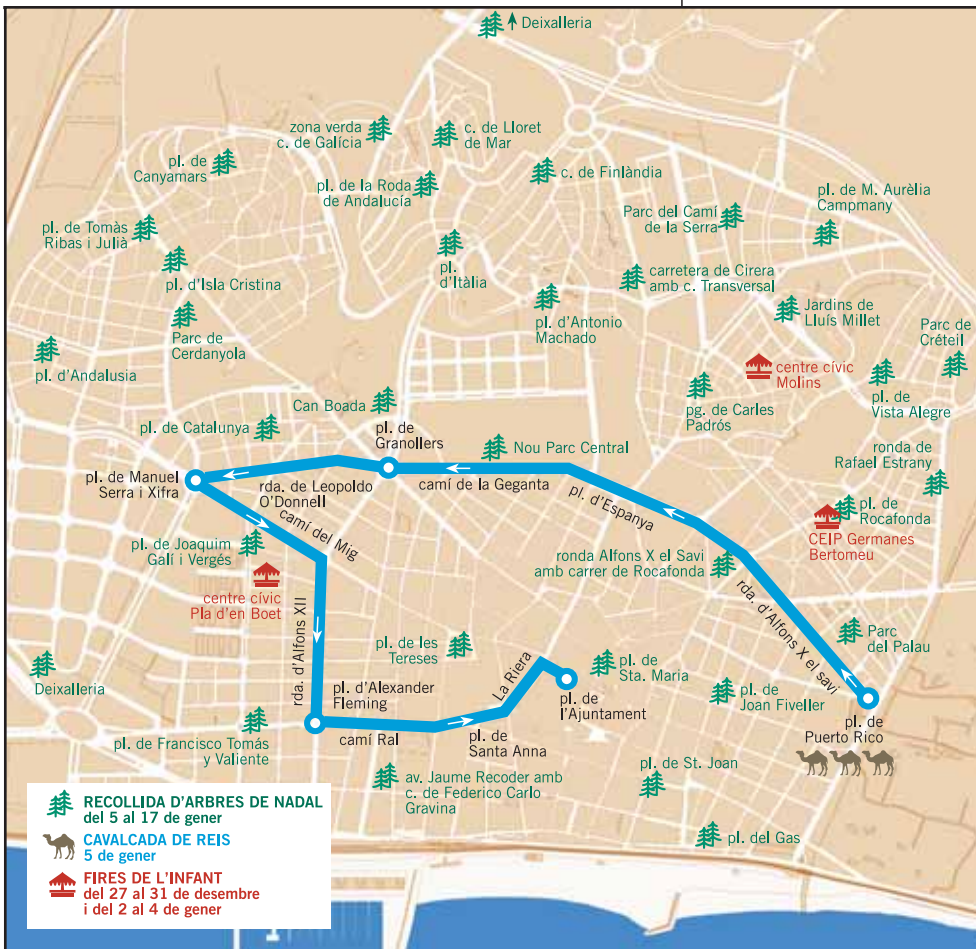 Deixalleria
zona verda
c. de Galícia
c. de Lloret
de Mar
pl. de
Canyamars
pl. de la Roda
de Andalucía
c. de Finlàndia
pl. de M. Aurèlia
Campmany
Parc del Camí
de la Serra
pl. de Tomàs
Ribas i Julià
pl. d'Isla Cristina
pl.
d'Itàlia
carretera de Cirera
amb c. Transversal
pl. d'Antonio
Machado
Jardins de
Lluís Millet
Parc de
Cerdanyola
Parc de
Créteil
pl. d'Andalusia
centre cívic
Molins
pl. de
Vista Alegre
pg. de Carles
Padrós
Can Boada
pl. de Catalunya
pl. de
Granollers
Nou Parc Central
ronda de
Rafael Estrany
pl. de Manuel
Serra i Xifra
rda. de Leopoldo
O'Donnell
camí de la Geganta
pl. d'Espanya
pl. de
Rocafonda
CEIP Germanes
Bertomeu
camí del Mig
pl. de Joaquim
Galí i Vergés
ronda Alfons X el Savi
amb carrer de Rocafonda
centre cívic
Pla d'en Boet
rda. d'Alfons XII
rda. d'Alfons X el savi
Parc
del Palau
pl. de les
Tereses
La Riera
pl. de
Sta. Maria
Deixalleria
pl. d'Alexander
Fleming
pl. de
l'Ajuntament
pl. de
Joan Fiveller
pl. de
Puerto Rico
pl. de Francisco Tomás
y Valiente
camí Ral
pl. de
Santa Anna
pl. de St. Joan
av. Jaume Recoder amb
c. de Federico Carlo
Gravina
pl. del Gas
RECOLLIDA D'ARBRES DE NADAL
del 5 al 17 de gener
CAVALCADA DE REIS
5 de gener
FIRES DE L'INFANT
del 27 al 31 de desembre
i del 2 al 4 de gener